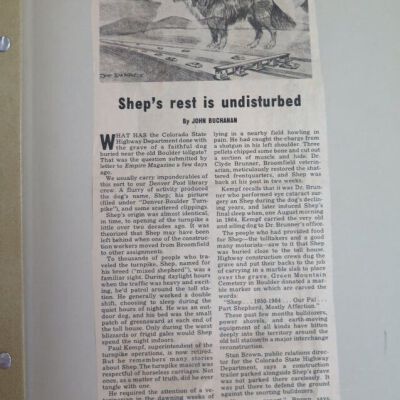 Shep's rest is undisturbed
By JOHN BUCHANAN
WHAT HAS the Colorado State
Highway Department done with
the grave of a faithful dog
buried near the old Boulder tollgate?
That was the question submitted by
letter to Empire Magazine a few days
ago.
We usually carry imponderables of
this sort to our Denver Post library
crew. A flurry of activity produced
the dog's name, Shep; his picture
(filed under "Denver-Boulder Turn-
pike"), and some scattered clippings.
Shep's origin was almost identical,
in time, to opening of the turnpike a
little over two decades ago. It was
theorized that Shep may have been
left behind when one of the construc-
tion workers moved from Broomfield
to other assignments.
To thousands of people who trav-
eled the turnpike, Shep, named for
his breed ("mixed shepherd"), was a
familiar sight. During daylight hours
when the traffic was heavy and excit-
ing, he'd patrol around the toll sta-
tion. He generally worked a double
shift, choosing to sleep during the
quiet hours of night. He was an out-
door dog, and his bed was the small
patch of greensward at each end of
the toll house. Only during the worst
blizzards or frigid gales would Shep
spend the night indoors.
Paul Kempf, superintendent of the
turnpike operations, is now retired.
But he remembers many stories
about Shep. The turnpike mascot was
respectful of homeless carriages. Not
once, as a matter of truth, did he ever
tangle with one.
He required the attention of a vet-
erinarian in the dawning weeks of
lying in a nearby field howling in
pain. He had caught the charge from
a shotgun in his left shoulder. Three
pellets chipped some bone and cut out
a section of muscle and hide. Dr.
Clyde Brunner, Broomfield veterin-
arian, meticulously restored the shat-
tered frontquarters, and Shep was
back at his post in two weeks.
Kempf recalls that it was Dr. Brun-
ner who performed eye cataract sur-
gery on Shep during the dog's declin-
ing years, and later induced Shep's
final sleep when, one August morning
in 1964, Kempf carried the very old
and ailing dog to Dr. Brunner's office.
The people who had provided food
for Shep—the tolltakers and a good
many motorists—saw to it that Shep
was buried close to the toll house.
Highway construction crews dug the
grave and put their backs to the job
of carrying in a marble slab to place
over the grave. Green Mountain
Cemetery in Boulder donated a mar-
ble marker on which are carved the
words:
"Shep . . . 1950-1964 . . . Our Pal . . .
Part Shepherd, Mostly Affection."
These past few months bulldozers,
power shovels, and earth-moving
equipment of all kinds have bitten
deeply into the territory around the
old toll station in a major interchange
reconstruction.
Stan Brown, public relations direc-
tor for the Colorado State Highway
Department, says a construction
trailer parked alongside Shep's grave
was not parked there carelessly. It
was put there to defend the ground
against the snorting bulldozers.
Brown says.